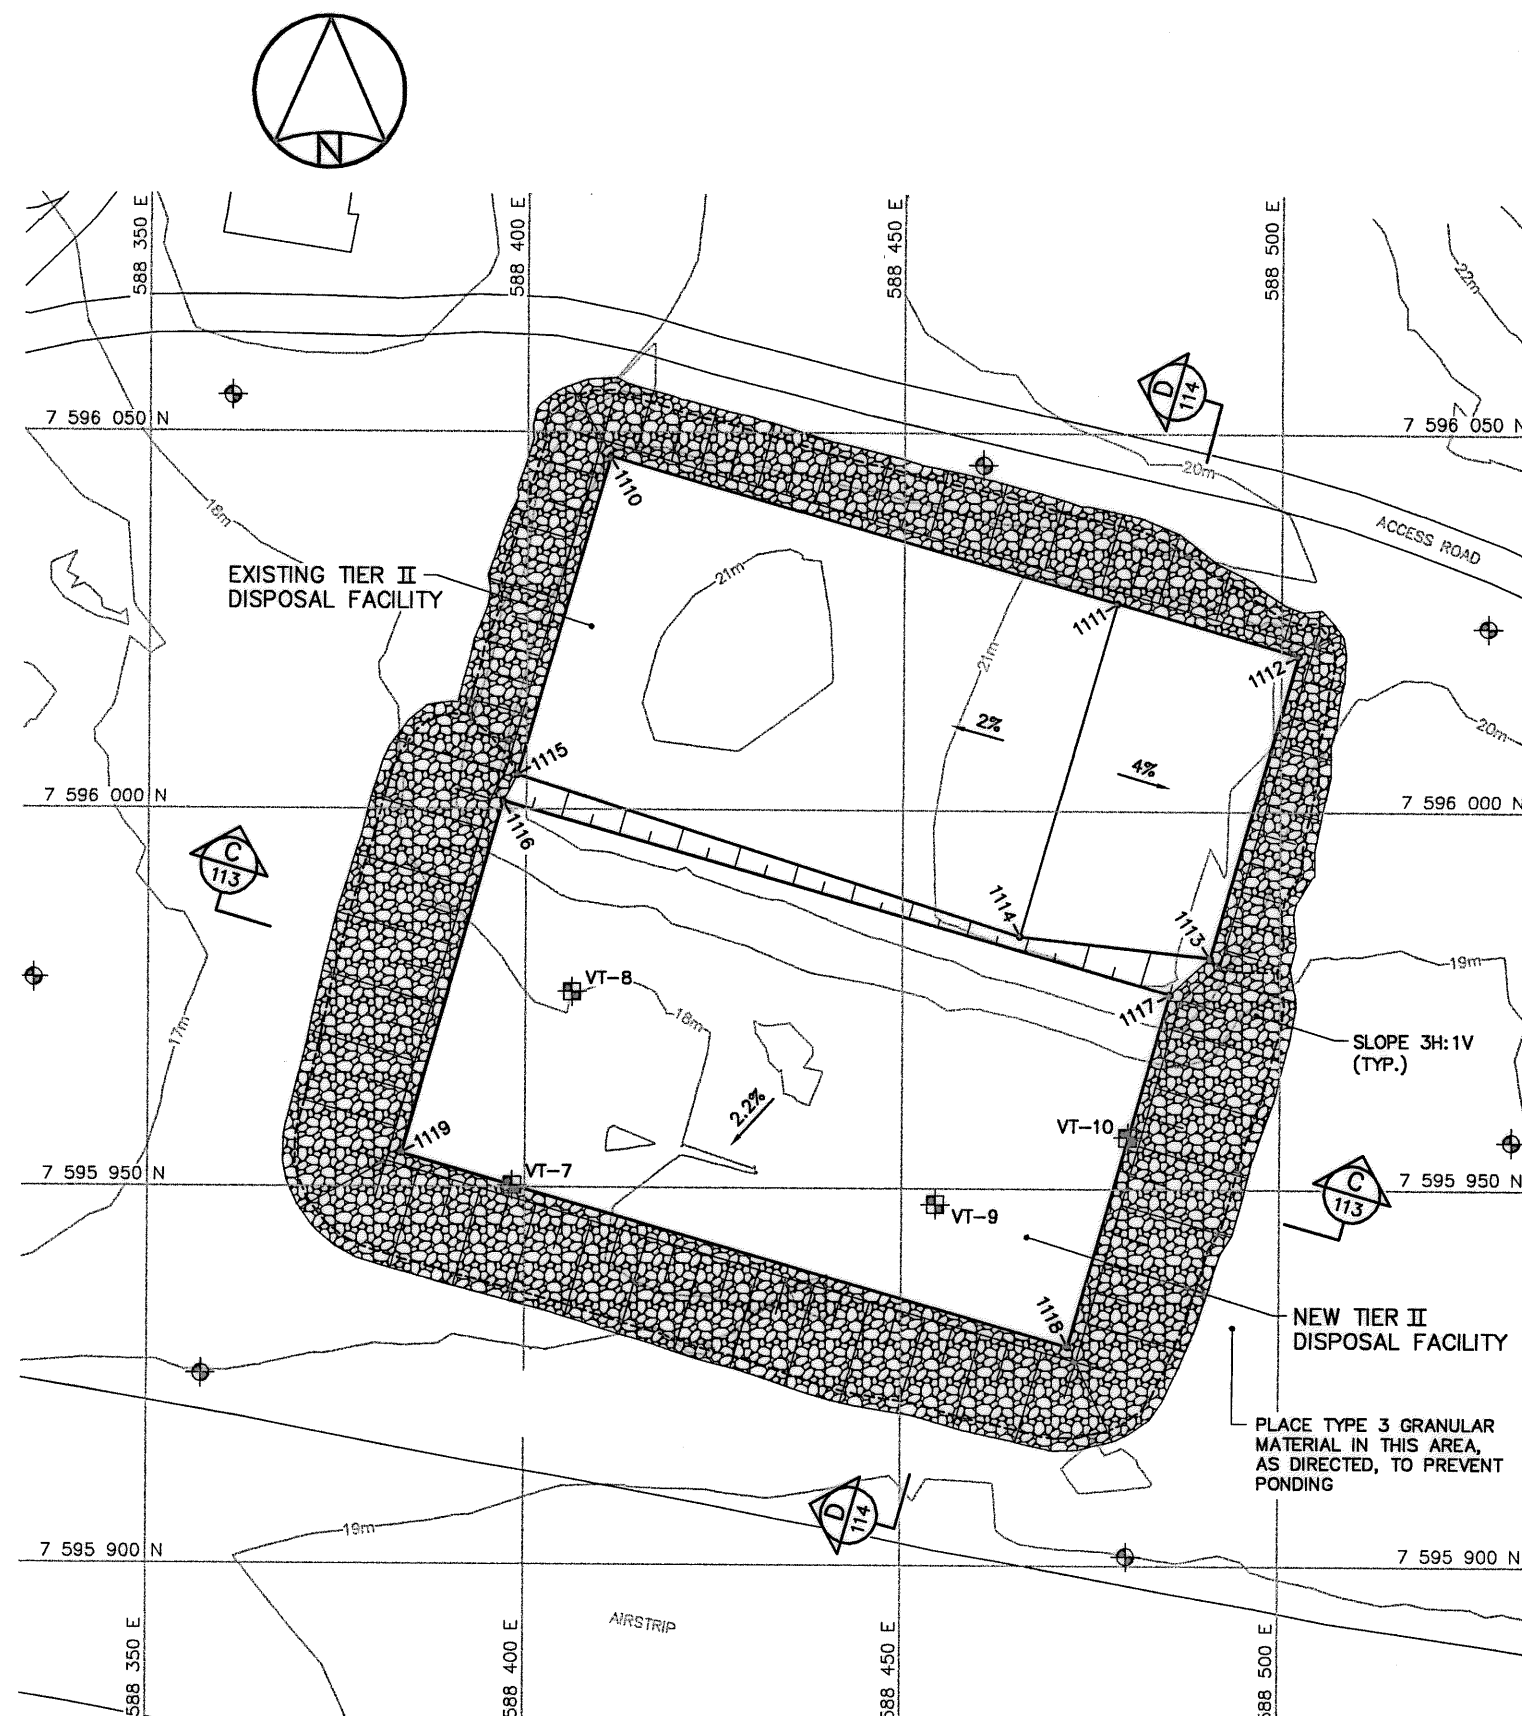 N
588 350 E
588 400 E
588 450 E
588 500 E
22m
D
114
7 596 050 N
7 596 050 N
20m
18m
1110
ACCESS ROAD
EXISTING TIER II
DISPOSAL FACILITY
21m
1111
21m
1112
2%
20m
1115
4%
7 596 000 N
7 596 000 N
1116
C
113
1114
1113
19m
VT-8
18m
1117
17m
SLOPE 3H:1V
(TYP.)
2.2%
VT-10
1119
VT-7
7 595 950 N
7 595 950 N
C
113
VT-9
1118
NEW TIER II
DISPOSAL FACILITY
PLACE TYPE 3 GRANULAR
MATERIAL IN THIS AREA,
AS DIRECTED, TO PREVENT
PONDING
D
114
19m
7 595 900 N
7 595 900 N
AIRSTRIP
588 350 E
588 400 E
588 450 E
588 500 E